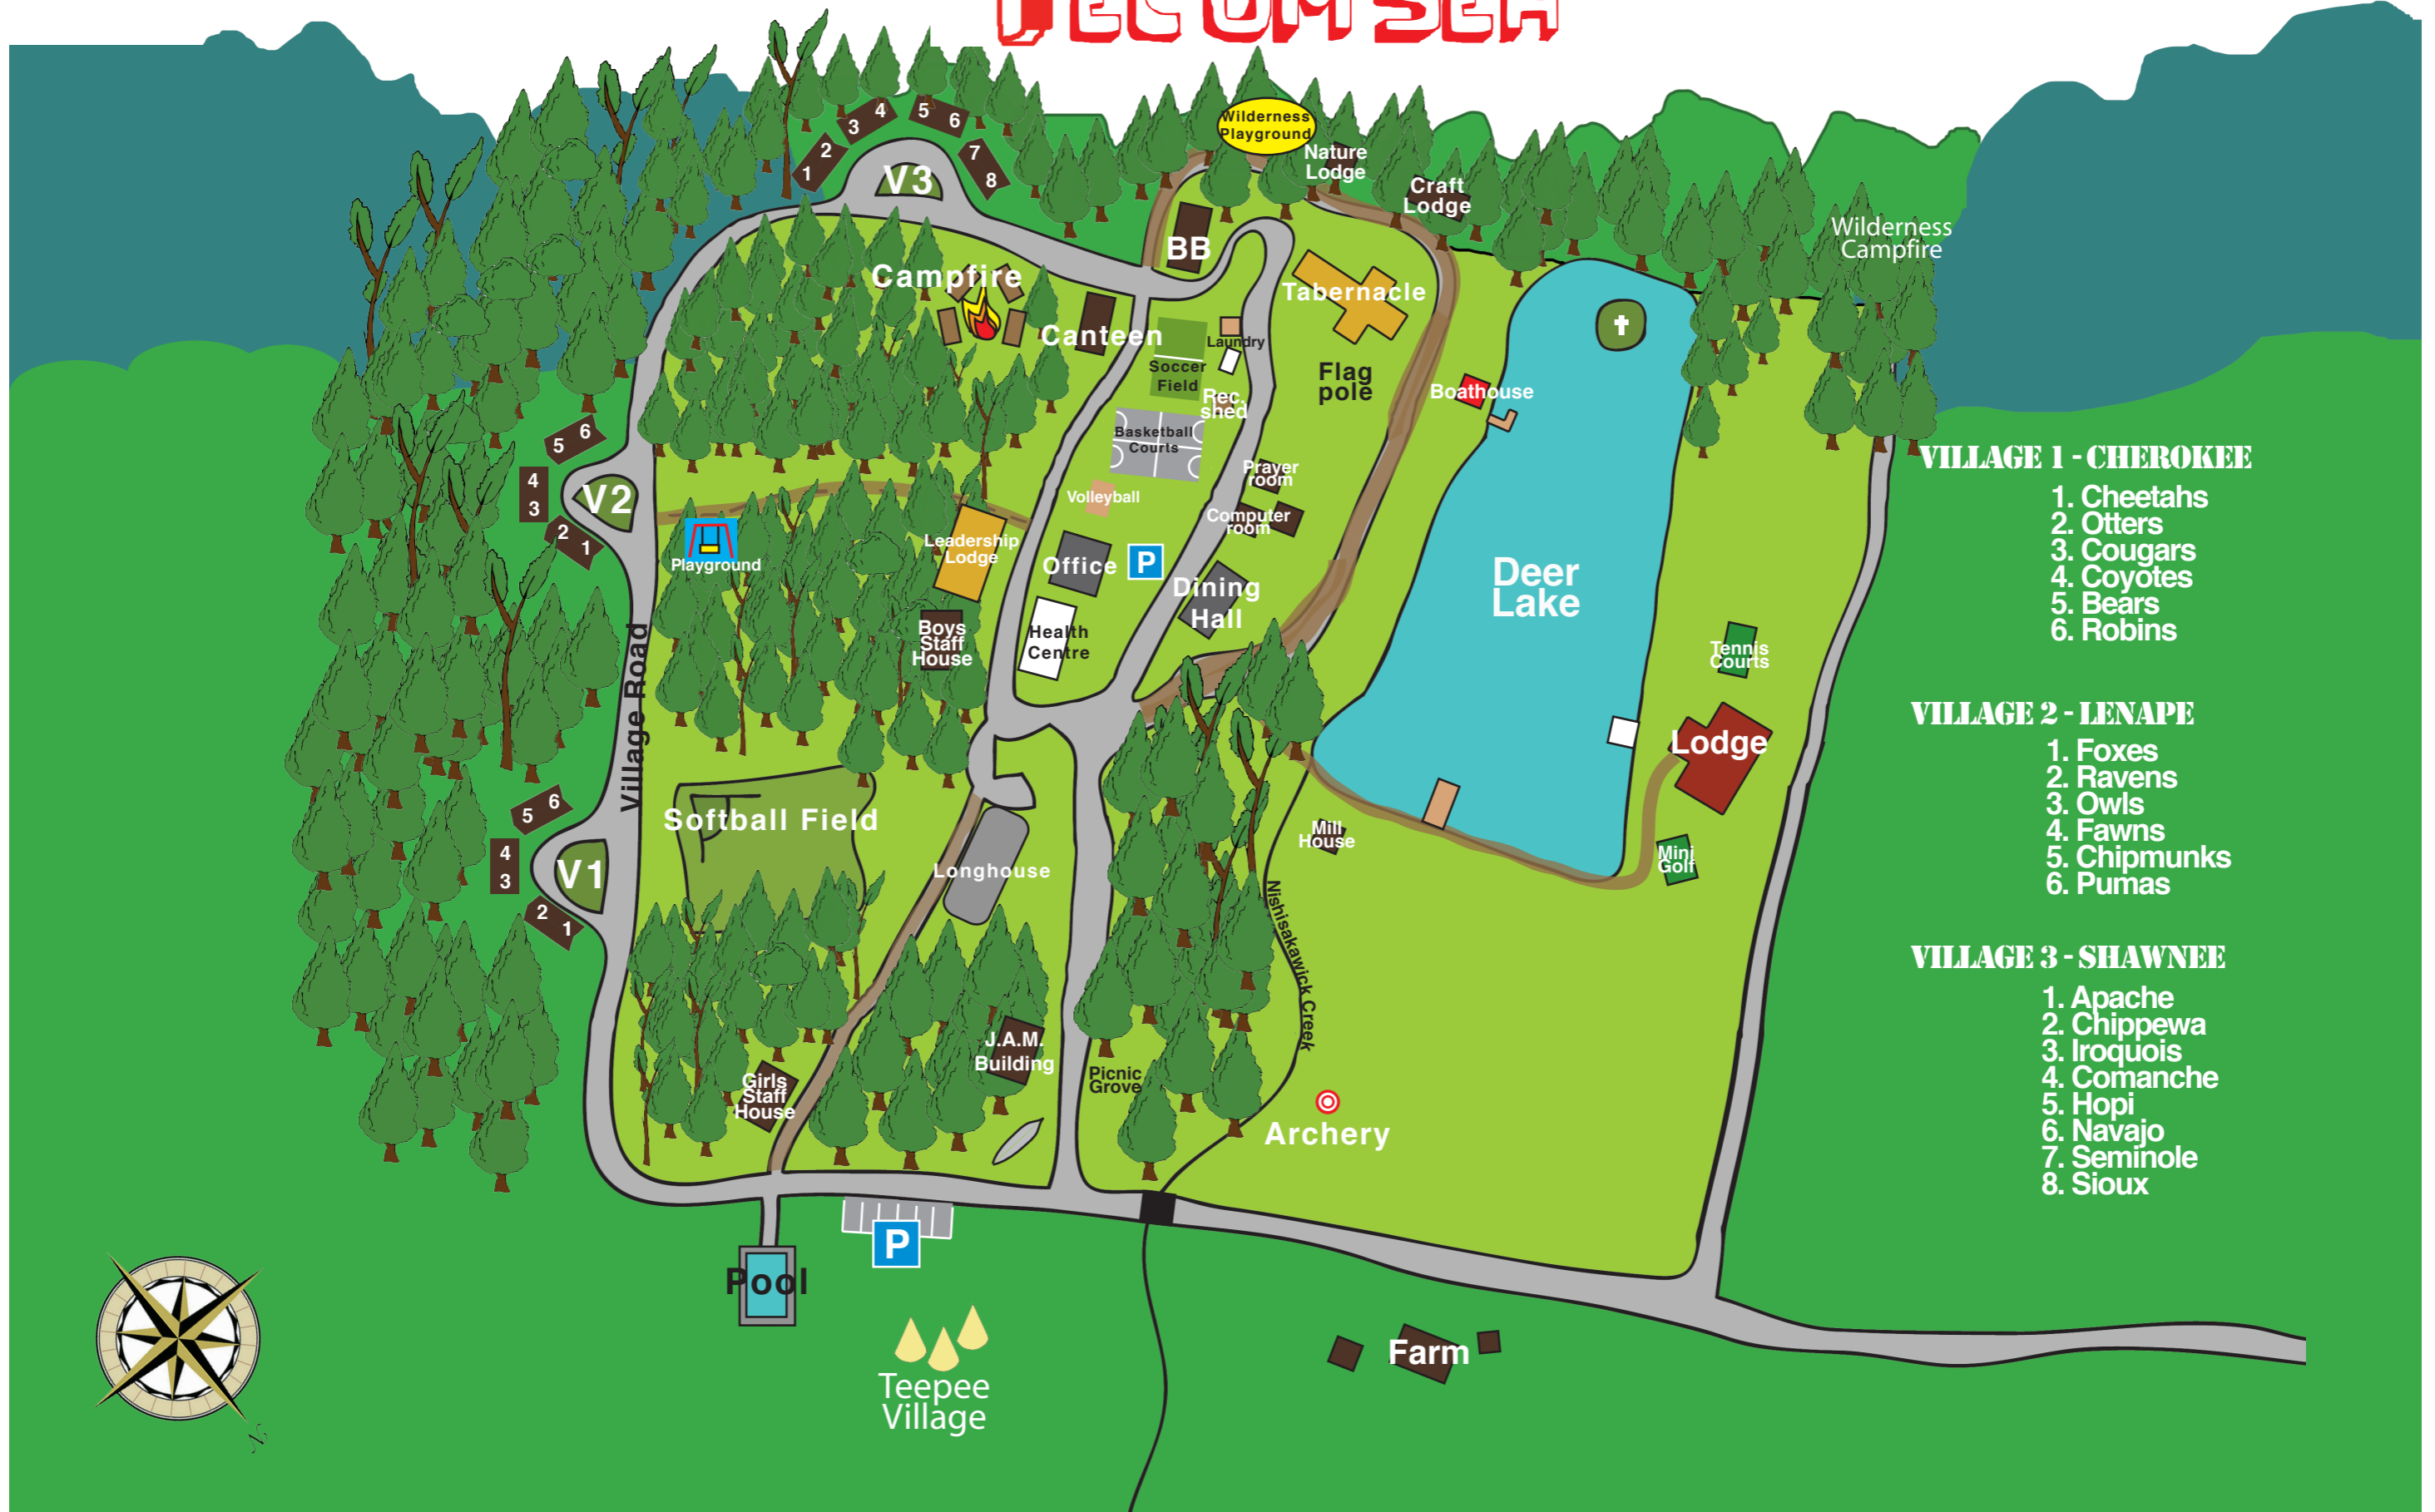 TECUMSEH
Wilderness
Playground
Nature
Lodge
Craft
Lodge
Wilderness
Campfire
3
4
5
6
1
2
7
8
V3
BB
Campfire
Tabernacle
Canteen
Laundry
Soccer
Field
Flag
pole
Rec.
shed
Boathouse
Basketball
Courts
5
6
4
3
2
1
V2
Prayer
room
Volleyball
Computer
room
Playground
Leadership
Lodge
Office
P
Dining
Hall
Deer
Lake
Boys
Staff
House
Health
Centre
Tennis
Courts
Village Road
Lodge
Softball Field
Mill
House
Mini
Golf
5
6
4
3
2
1
V1
Longhouse
Nishisakawick Creek
J.A.M.
Building
Picnic
Grove
Girls
Staff
House
Archery
P
Pool
Teepee
Village
Farm
N
VILLAGE 1 - CHEROKEE
1. Cheetahs
2. Otters
3. Cougars
4. Coyotes
5. Bears
6. Robins
VILLAGE 2 - LENAPE
1. Foxes
2. Ravens
3. Owls
4. Fawns
5. Chipmunks
6. Pumas
VILLAGE 3 - SHAWNEE
1. Apache
2. Chippewa
3. Iroquois
4. Comanche
5. Hopi
6. Navajo
7. Seminole
8. Sioux